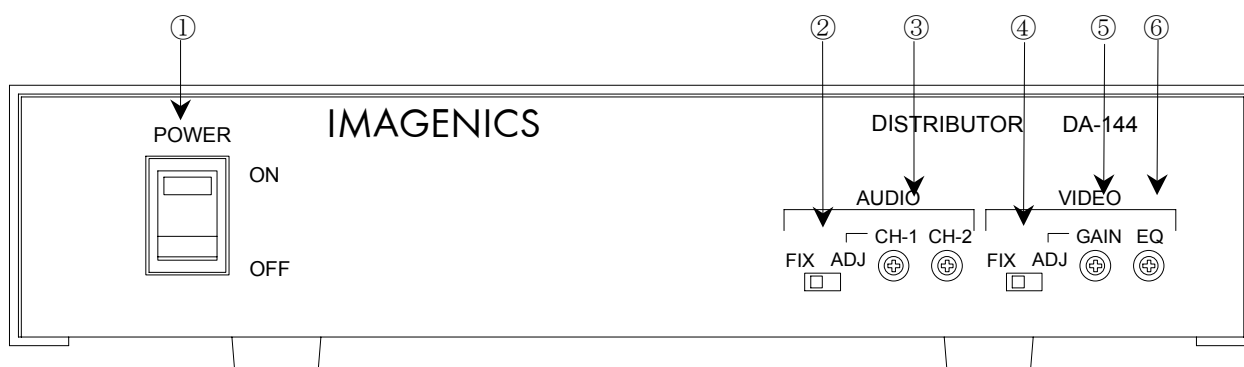 ① ② ③ ④ ⑤ ⑥
IMAGENICS DISTRIBUTOR DA-144
POWER
ON
OFF
AUDIO VIDEO
CH-1 CH-2 GAIN EQ
FIX ADJ FIX ADJ